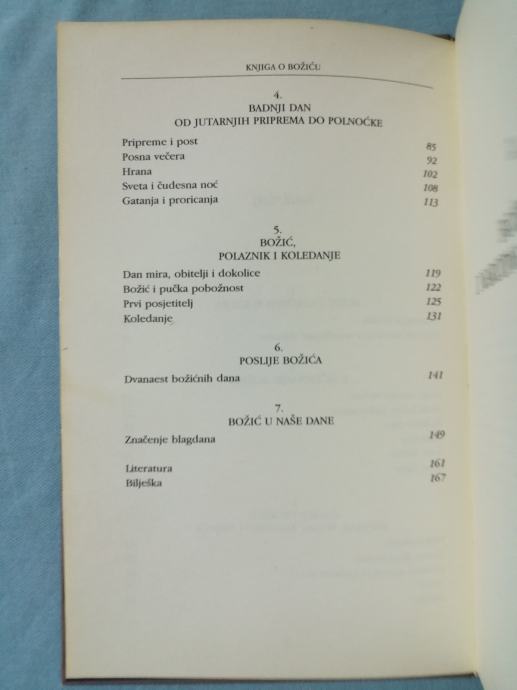 KNJIGA O BOŽIĆU
4.
BADNJI DAN
OD JUTARNJIH PRIPREMA DO POLNOĆKE
Pripreme i post 85
Posna večera 92
Hrana 102
Sveta i čudesna noć 108
Gatanja i proricanja 113
5.
BOŽIĆ,
POLAZNIK I KOLEDANJE
Dan mira, obitelji i dokolice 119
Božić i pučka pobožnost 122
Prvi posjetitelj 125
Koledanje 131
6.
POSLIJE BOŽIĆA
Dvanaest božićnih dana 141
7.
BOŽIĆ U NAŠE DANE
Značenje blagdana 149
Literatura 161
Bilješka 167